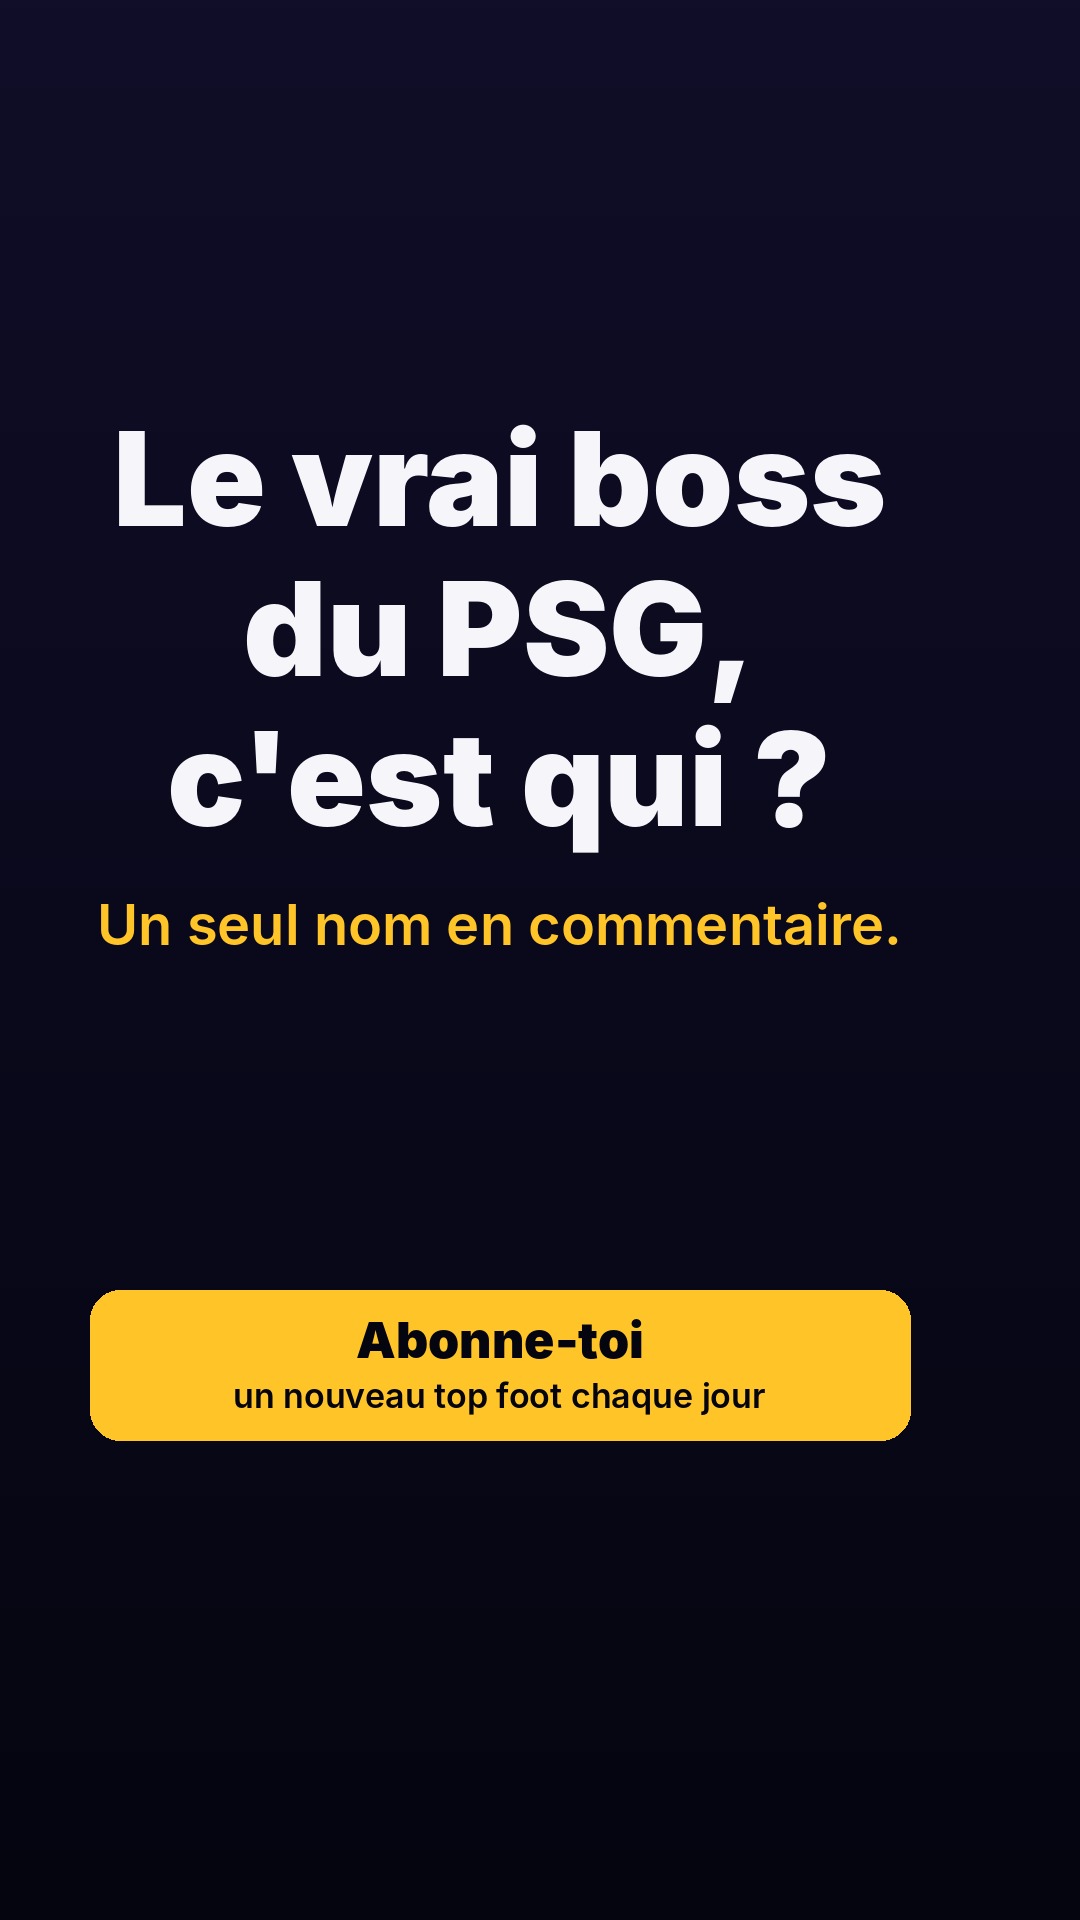 Le vrai boss
du PSG,
c'est qui ?
Un seul nom en commentaire.
Abonne-toi
un nouveau top foot chaque jour